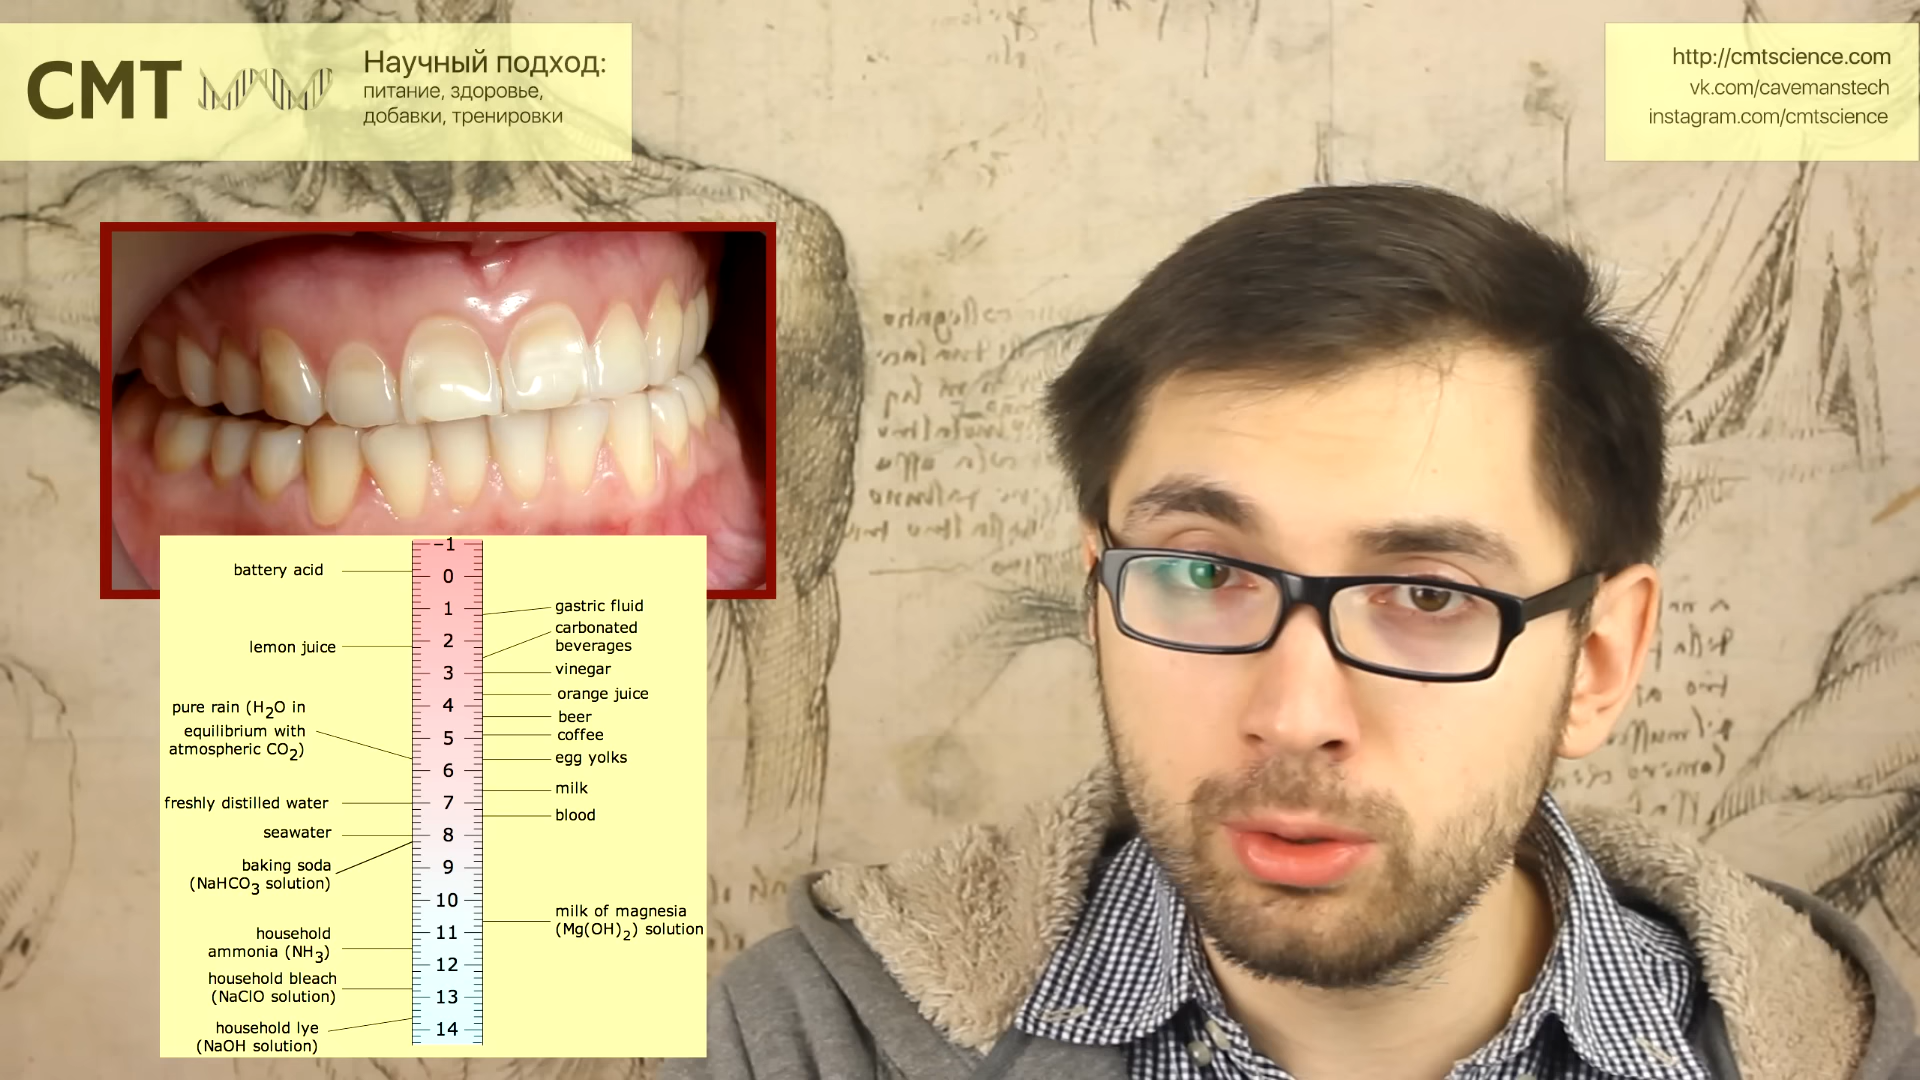 CMT
Научный подход:
питание, здоровье,
добавки, тренировки
http://cmtscience.com
vk.com/cavemanstech
instagram.com/cmtscience
battery acid
lemon juice
pure rain (H₂O in
equilibrium with
atmospheric CO₂)
freshly distilled water
seawater
baking soda
(NaHCO₃ solution)
household
ammonia (NH₃)
household bleach
(NaClO solution)
household lye
(NaOH solution)
−1
0
1
2
3
4
5
6
7
8
9
10
11
12
13
14
gastric fluid
carbonated
beverages
vinegar
orange juice
beer
coffee
egg yolks
milk
blood
milk of magnesia
(Mg(OH)₂) solution